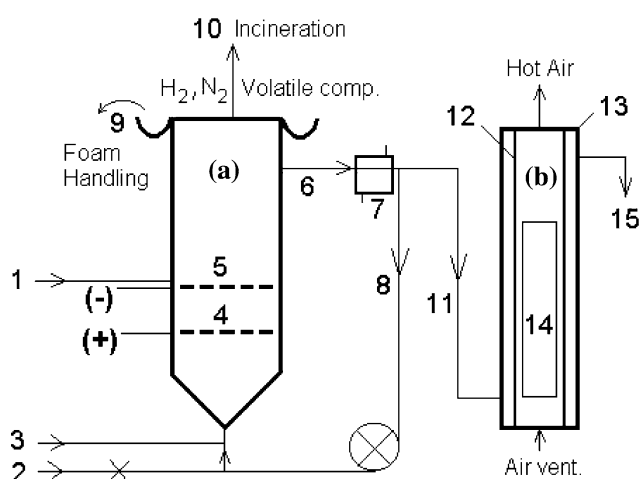 10 Incineration
H2, N2 Volatile comp.
9
Foam
Handling
(a)
6
7
1
(-)
5
(+)
4
8
11
3
2
Hot Air
12
13
(b)
15
14
Air vent.